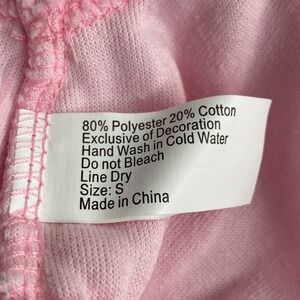 80% Polyester 20% Cotton
Exclusive of Decoration
Hand Wash in Cold Water
Do not Bleach
Line Dry
Size: S
Made in China